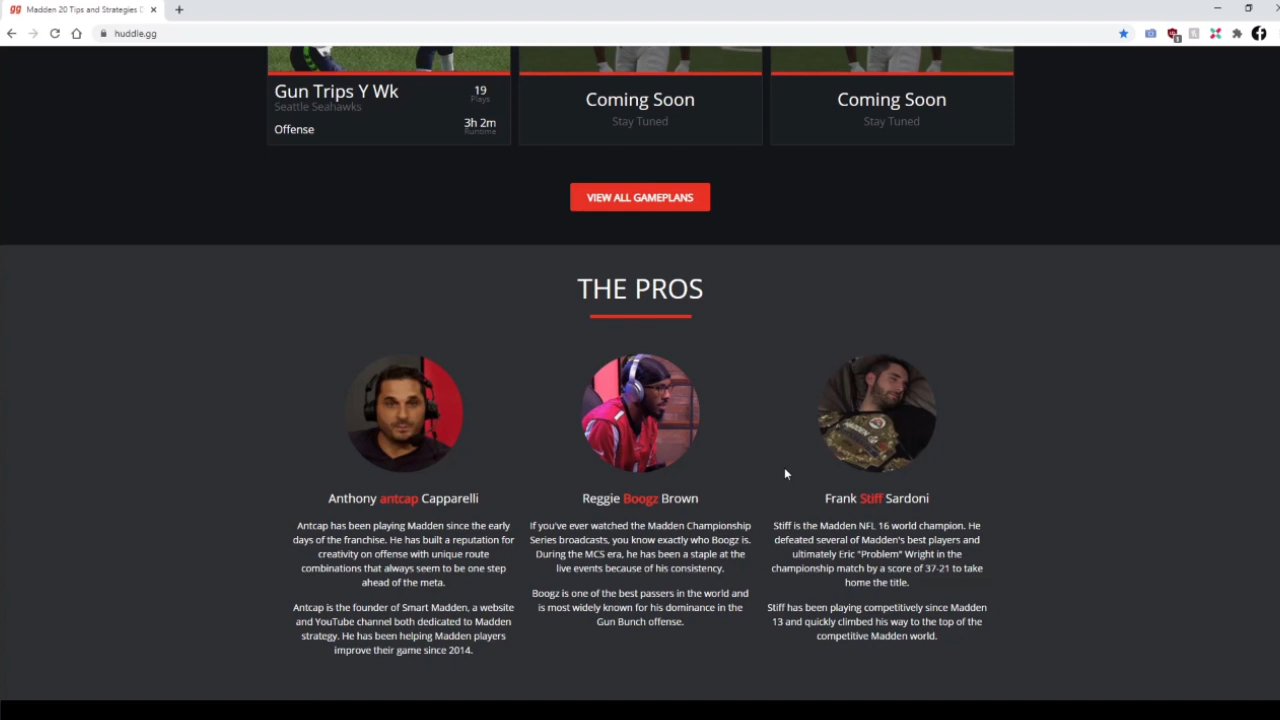 Madden 20 Tips and Strategies
huddle.gg
Gun Trips Y Wk
19
Seattle Seahawks
Plays
Offense
3h 2m
Runtime
Coming Soon
Stay Tuned
Coming Soon
Stay Tuned
VIEW ALL GAMEPLANS
THE PROS
Anthony antcap Capparelli
Antcap has been playing Madden since the early
days of the franchise. He has built a reputation for
creativity on offense with unique route
combinations that always seem to be one step
ahead of the meta.
Antcap is the founder of Smart Madden, a website
and YouTube channel both dedicated to Madden
strategy. He has been helping Madden players
improve their game since 2014.
Reggie Boogz Brown
If you've ever watched the Madden Championship
Series broadcasts, you know exactly who Boogz is.
During the MCS era, he has been a staple at the
live events because of his consistency.
Boogz is one of the best passers in the world and
is most widely known for his dominance in the
Gun Bunch offense.
Frank Stiff Sardoni
Stiff is the Madden NFL 16 world champion. He
defeated several of Madden's best players and
ultimately Eric "Problem" Wright in the
championship match by a score of 37-21 to take
home the title.
Stiff has been playing competitively since Madden
13 and quickly climbed his way to the top of the
competitive Madden world.